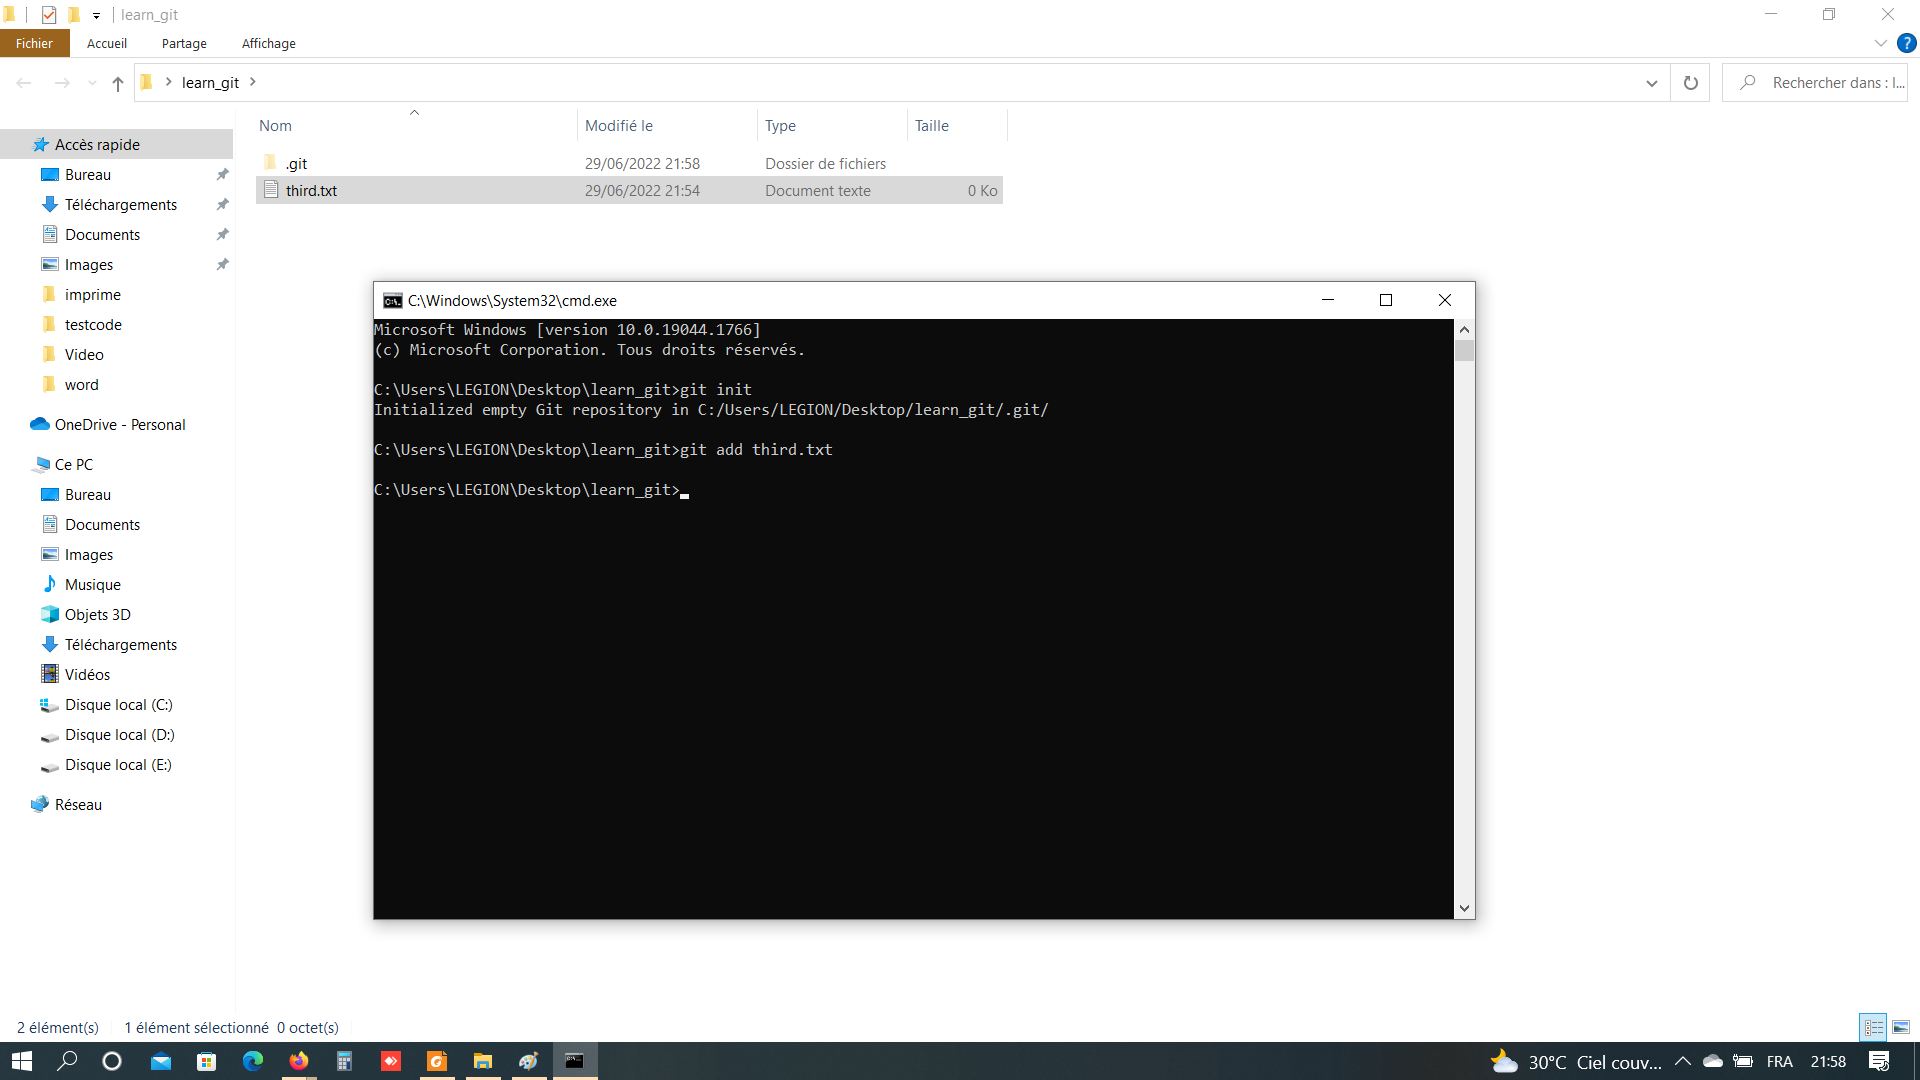 learn_git
Fichier Accueil Partage Affichage
learn_git
Rechercher dans : l...
Nom Modifié le Type Taille
.git 29/06/2022 21:58 Dossier de fichiers
third.txt 29/06/2022 21:54 Document texte 0 Ko
Accès rapide
Bureau
Téléchargements
Documents
Images
imprime
testcode
Video
word
OneDrive - Personal
Ce PC
Bureau
Documents
Images
Musique
Objets 3D
Téléchargements
Vidéos
Disque local (C:)
Disque local (D:)
Disque local (E:)
Réseau
C:\Windows\System32\cmd.exe
Microsoft Windows [version 10.0.19044.1766]
(c) Microsoft Corporation. Tous droits réservés.
C:\Users\LEGION\Desktop\learn_git>git init
Initialized empty Git repository in C:/Users/LEGION/Desktop/learn_git/.git/
C:\Users\LEGION\Desktop\learn_git>git add third.txt
C:\Users\LEGION\Desktop\learn_git>
2 élément(s) 1 élément sélectionné 0 octet(s)
30°C Ciel couv... FRA 21:58